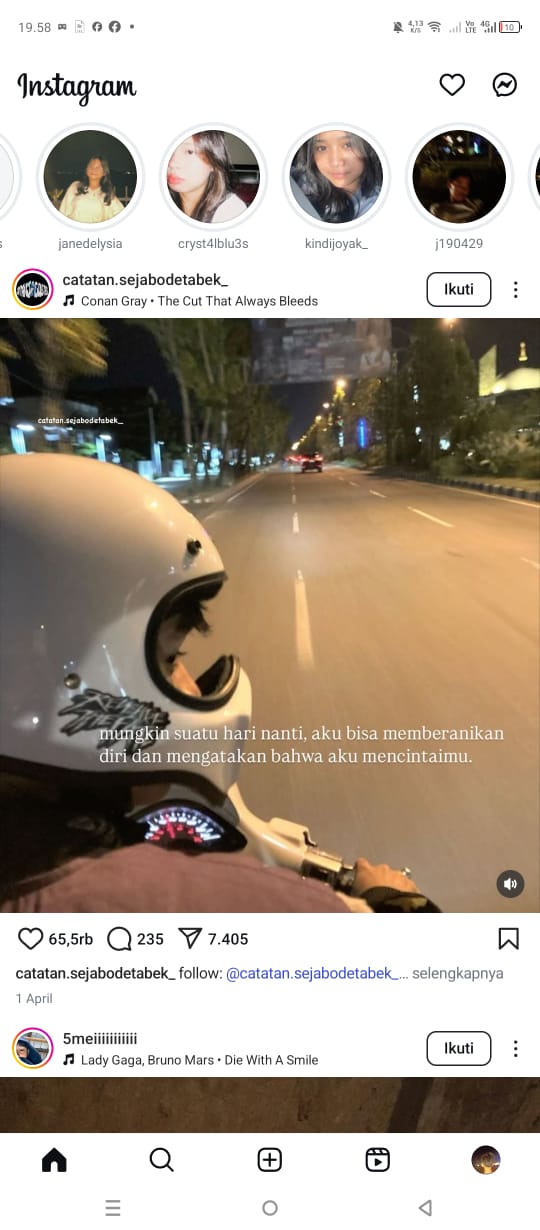 19.58
4,13
K/S
Vo
LTE
4G
10
Instagram
janedelysia
cryst4lblu3s
kindijoyak_
j190429
catatan.sejabodetabek_
Conan Gray • The Cut That Always Bleeds
Ikuti
catatan.sejabodetabek_
mungkin suatu hari nanti, aku bisa memberanikan
diri dan mengatakan bahwa aku mencintaimu.
65,5rb
235
7.405
catatan.sejabodetabek_ follow: @catatan.sejabodetabek_... selengkapnya
1 April
5meiiiiiiiiiii
Lady Gaga, Bruno Mars • Die With A Smile
Ikuti